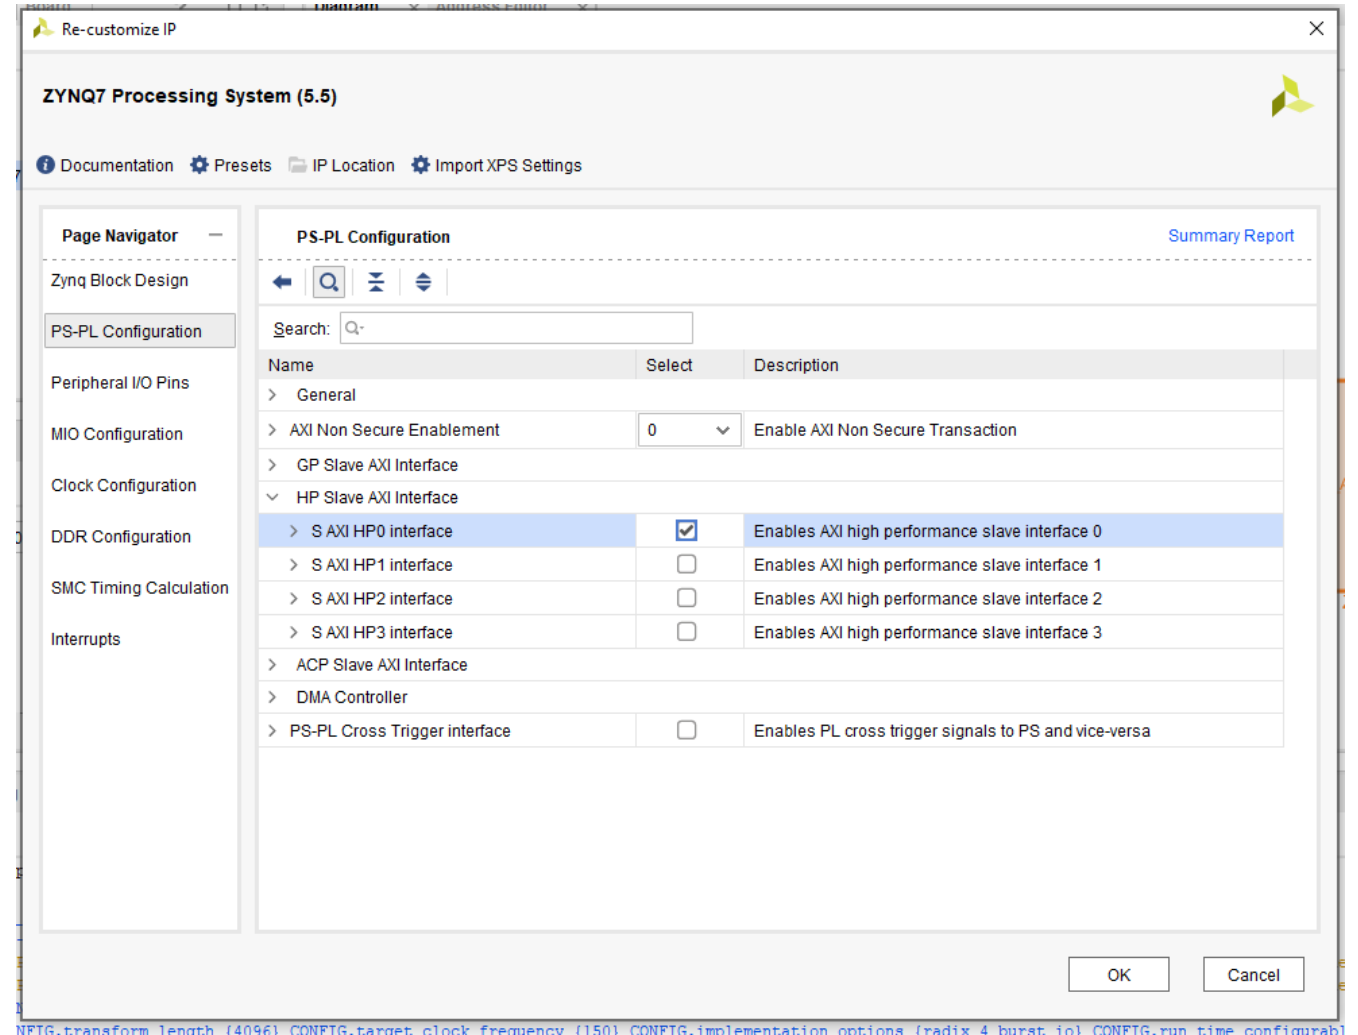 Board Diagram × Address Editor ×
Re-customize IP
ZYNQ7 Processing System (5.5)
Documentation Presets IP Location Import XPS Settings
Page Navigator
Zynq Block Design
PS-PL Configuration
Peripheral I/O Pins
MIO Configuration
Clock Configuration
DDR Configuration
SMC Timing Calculation
Interrupts
PS-PL Configuration Summary Report
Search:
Name Select Description
General
AXI Non Secure Enablement 0 Enable AXI Non Secure Transaction
GP Slave AXI Interface
HP Slave AXI Interface
S AXI HP0 interface Enables AXI high performance slave interface 0
S AXI HP1 interface Enables AXI high performance slave interface 1
S AXI HP2 interface Enables AXI high performance slave interface 2
S AXI HP3 interface Enables AXI high performance slave interface 3
ACP Slave AXI Interface
DMA Controller
PS-PL Cross Trigger interface Enables PL cross trigger signals to PS and vice-versa
OK Cancel
NFIG.transform_length {4096} CONFIG.target_clock_frequency {150} CONFIG.implementation_options {radix_4_burst_io} CONFIG.run_time_configurabl